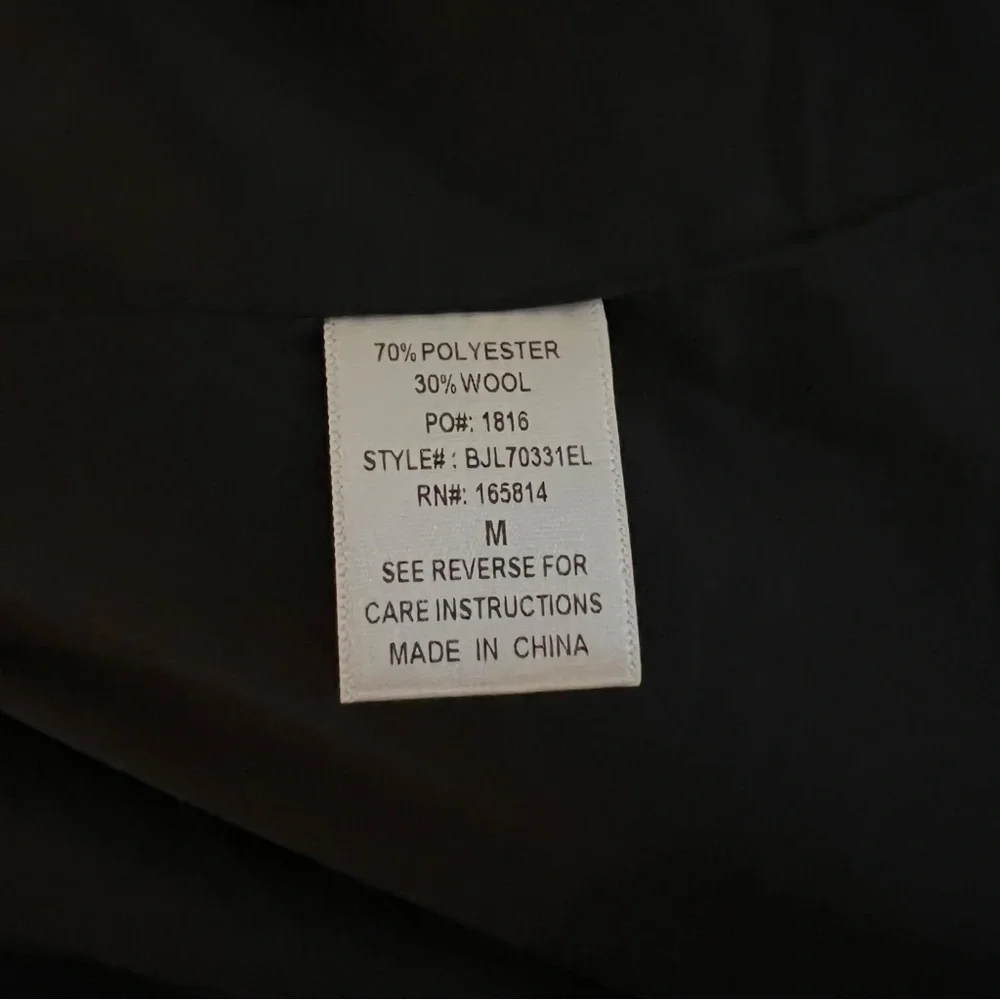 70% POLYESTER
30% WOOL
PO#: 1816
STYLE# : BJL70331EL
RN#: 165814
M
SEE REVERSE FOR
CARE INSTRUCTIONS
MADE IN CHINA